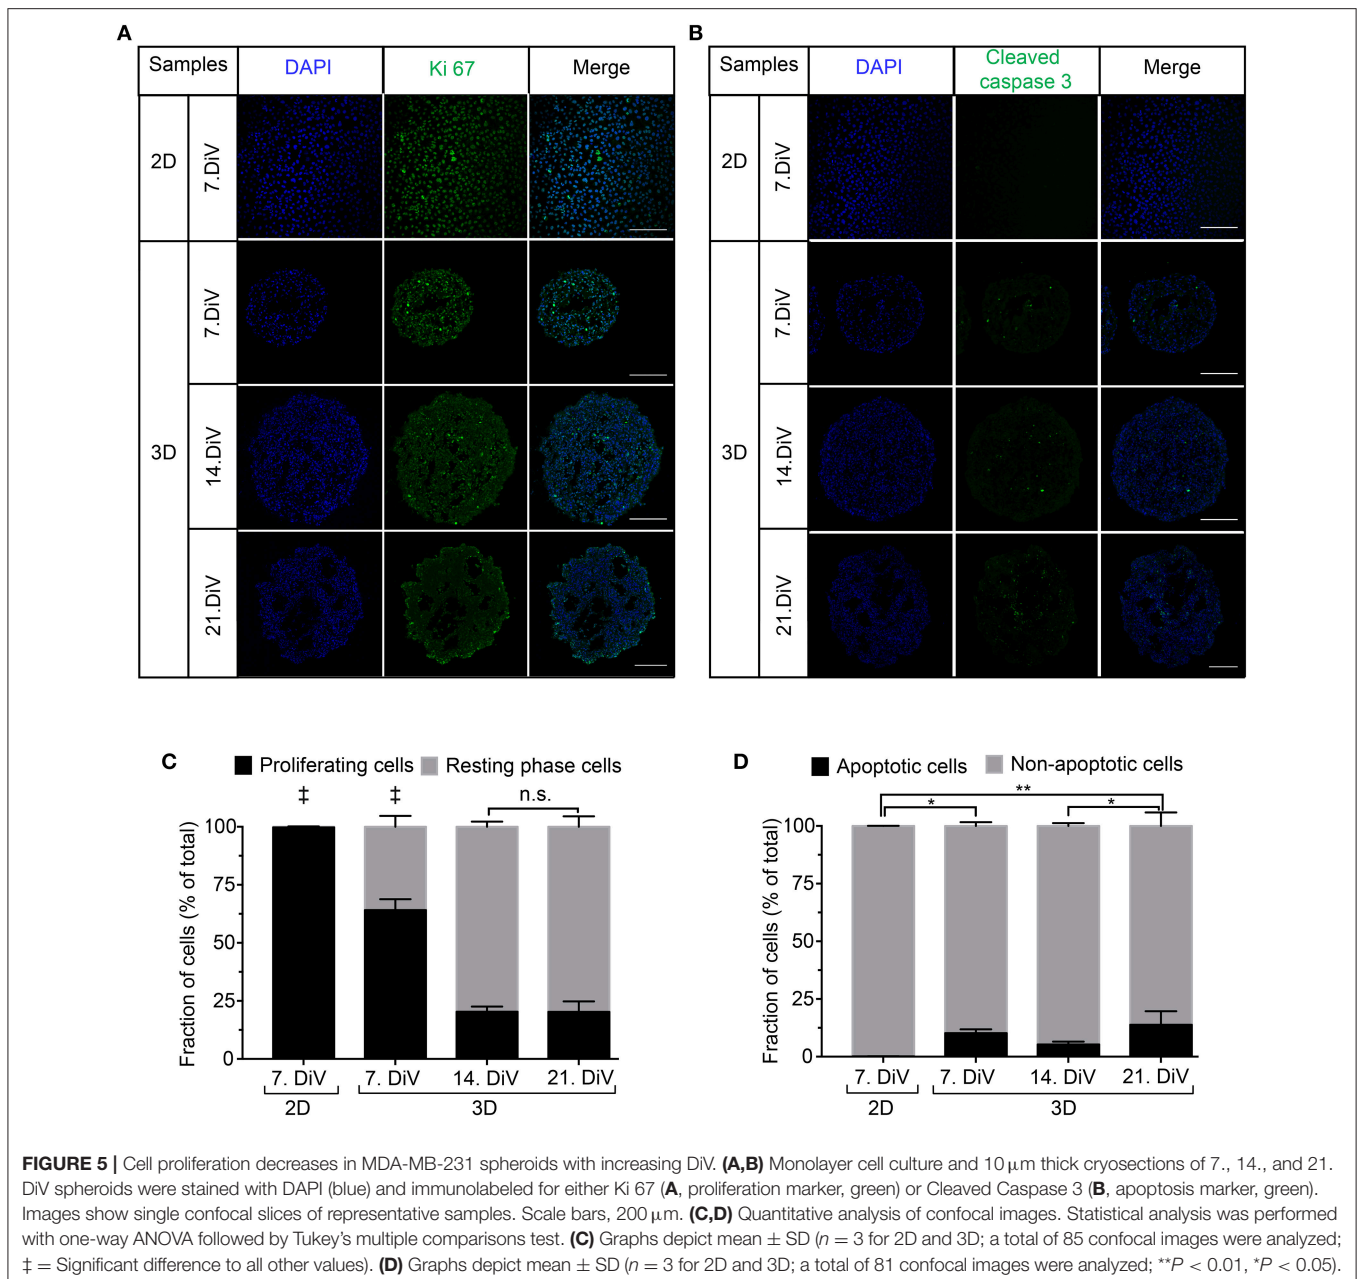 A
Samples DAPI Ki 67 Merge
2D 7.DiV
3D 7.DiV
14.DiV
21.DiV
B
Samples DAPI Cleaved caspase 3 Merge
2D 7.DiV
3D 7.DiV
14.DiV
21.DiV
C
Proliferating cells Resting phase cells
‡ ‡ n.s.
Fraction of cells (% of total)
100
75
50
25
0
7. DiV 7. DiV 14. DiV 21. DiV
2D 3D
D
Apoptotic cells Non-apoptotic cells
**
* *
Fraction of cells (% of total)
100
75
50
25
0
7. DiV 7. DiV 14. DiV 21. DiV
2D 3D
FIGURE 5 | Cell proliferation decreases in MDA-MB-231 spheroids with increasing DiV. (A,B) Monolayer cell culture and 10 μm thick cryosections of 7., 14., and 21.
DiV spheroids were stained with DAPI (blue) and immunolabeled for either Ki 67 (A, proliferation marker, green) or Cleaved Caspase 3 (B, apoptosis marker, green).
Images show single confocal slices of representative samples. Scale bars, 200 μm. (C,D) Quantitative analysis of confocal images. Statistical analysis was performed
with one-way ANOVA followed by Tukey's multiple comparisons test. (C) Graphs depict mean ± SD (n = 3 for 2D and 3D; a total of 85 confocal images were analyzed;
‡ = Significant difference to all other values). (D) Graphs depict mean ± SD (n = 3 for 2D and 3D; a total of 81 confocal images were analyzed; **P < 0.01, *P < 0.05).